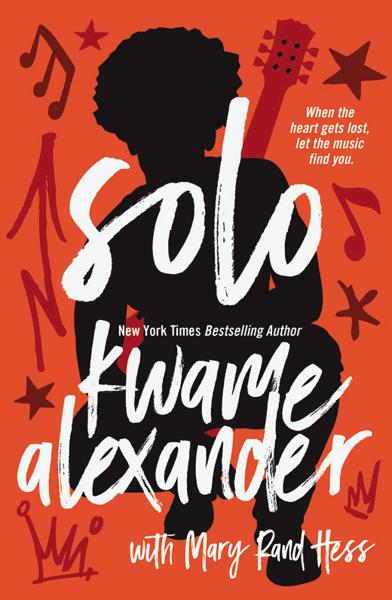 When the
heart gets lost,
let the music
find you.
solo
New York Times Bestselling Author
kwame
alexander
with Mary Rand Hess